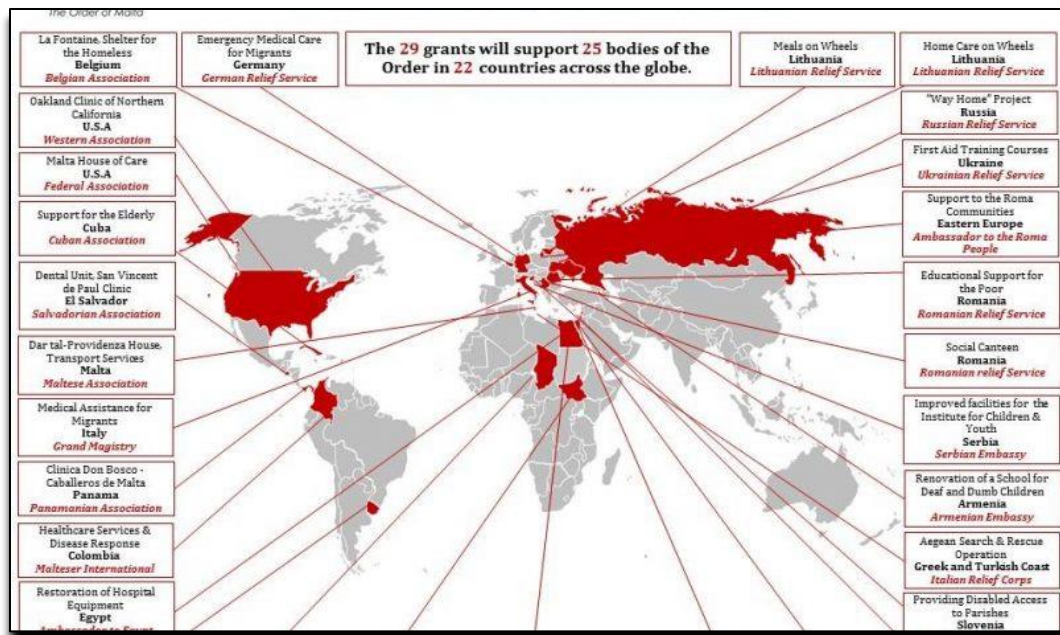 The Order of Malta
La Fontaine, Shelter for
the Homeless
Belgium
Belgian Association
Emergency Medical Care
for Migrants
Germany
German Relief Service
The 29 grants will support 25 bodies of the
Order in 22 countries across the globe.
Meals on Wheels
Lithuania
Lithuanian Relief Service
Home Care on Wheels
Lithuania
Lithuanian Relief Service
Oakland Clinic of Northern
California
U.S.A
Western Association
Malta House of Care
U.S.A
Federal Association
Support for the Elderly
Cuba
Cuban Association
Dental Unit, San Vincent
de Paul Clinic
El Salvador
Salvadorian Association
Dar tal-Providenza House,
Transport Services
Malta
Maltese Association
Medical Assistance for
Migrants
Italy
Grand Magistry
Clinica Don Bosco -
Caballeros de Malta
Panama
Panamanian Association
Healthcare Services &
Disease Response
Colombia
Malteser International
Restoration of Hospital
Equipment
Egypt
Ambassador to Egypt
"Way Home" Project
Russia
Russian Relief Service
First Aid Training Courses
Ukraine
Ukrainian Relief Service
Support to the Roma
Communities
Eastern Europe
Ambassador to the Roma
People
Educational Support for
the Poor
Romania
Romanian Relief Service
Social Canteen
Romania
Romanian relief Service
Improved facilities for the
Institute for Children &
Youth
Serbia
Serbian Embassy
Renovation of a School for
Deaf and Dumb Children
Armenia
Armenian Embassy
Aegean Search & Rescue
Operation
Greek and Turkish Coast
Italian Relief Corps
Providing Disabled Access
to Parishes
Slovenia